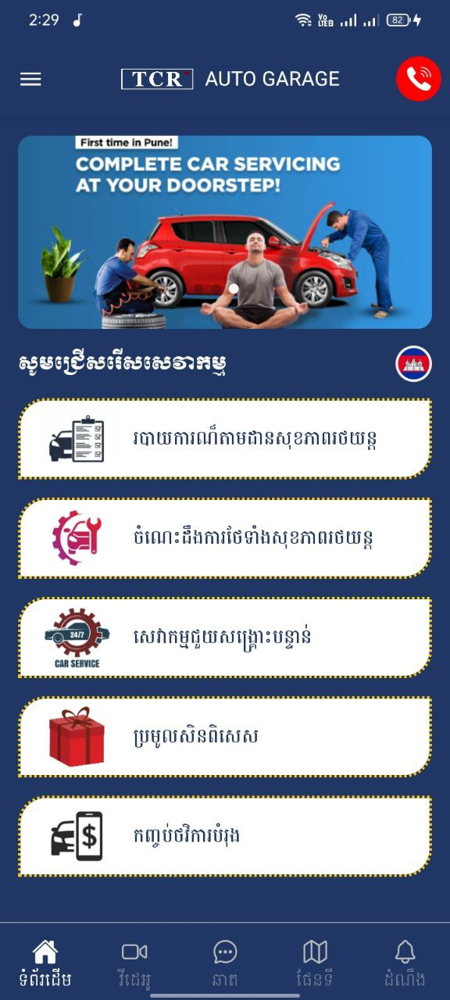 2:29
Vo
LTE 2
82
TCR AUTO GARAGE
First time in Pune!
COMPLETE CAR SERVICING
AT YOUR DOORSTEP!
សូមជ្រើសរើសសេវាកម្ម
របាយការណ៍តាមដានសុខភាពរថយន្ត
ចំណេះដឹងការថែទាំងសុខភាពរថយន្ត
24/7
CAR SERVICE
សេវាកម្មជួយសង្គ្រោះបន្ទាន់
ប្រមូលសិនពិសេស
កញ្ចប់ថវិការបំរុង
$
ទំព័រដើម
វីដេអូ
ឆាត
ផែនទី
ដំណឹង